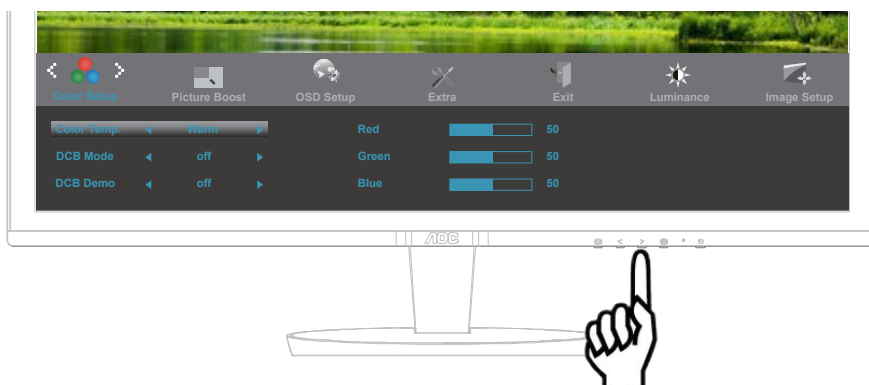 Color Setup Picture Boost OSD Setup Extra Exit Luminance Image Setup
Color Temp. Warm Red 50
DCB Mode off Green 50
DCB Demo off Blue 50
AOC